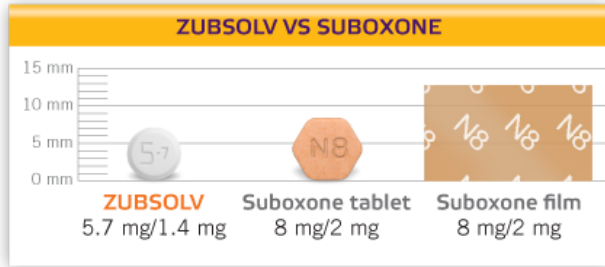 ZUBSOLV VS SUBOXONE
15 mm
10 mm
5 mm
0 mm
5-7
N8
N8 N8 N8
ZUBSOLV
5.7 mg/1.4 mg
Suboxone tablet
8 mg/2 mg
Suboxone film
8 mg/2 mg